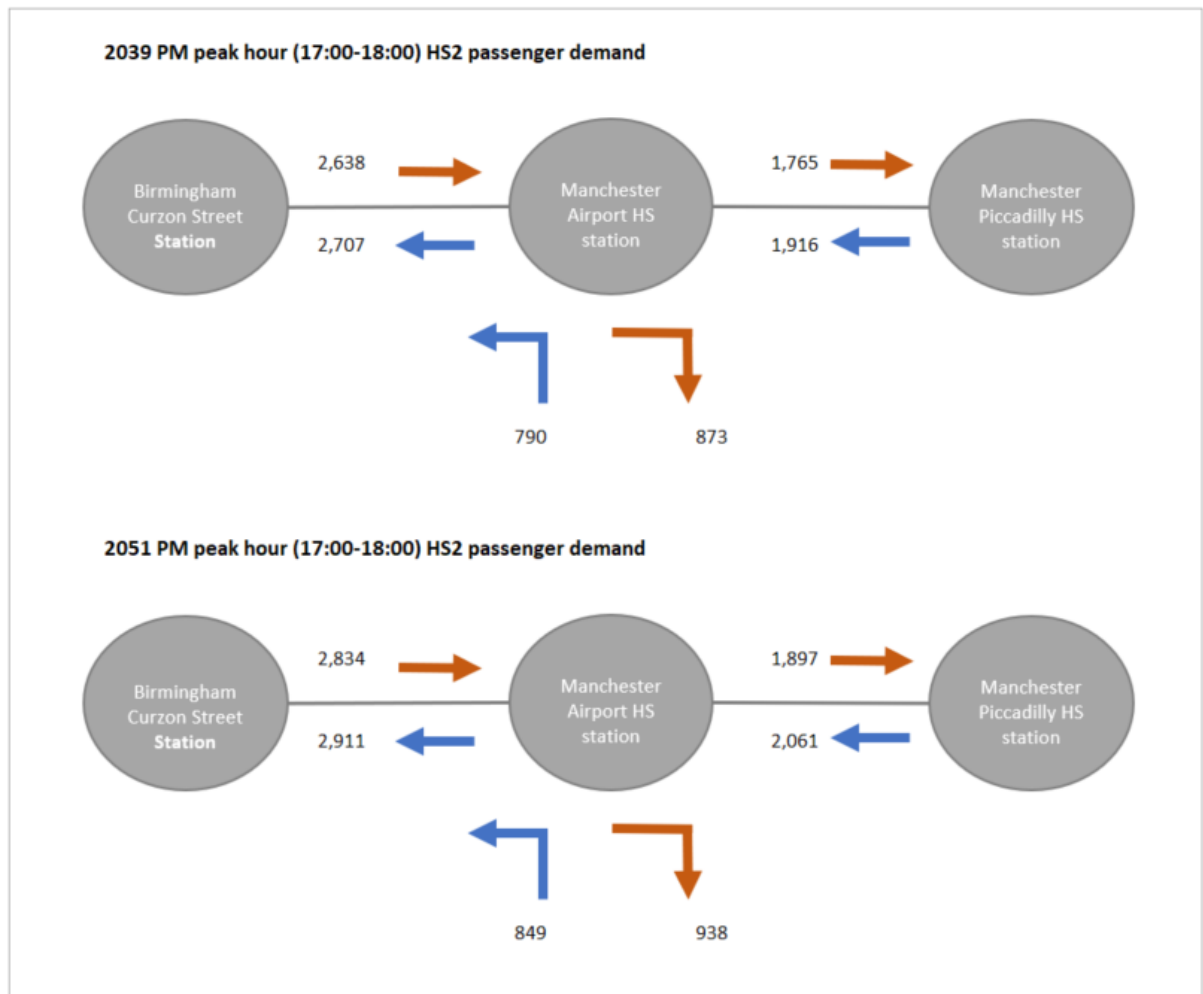 2039 PM peak hour (17:00-18:00) HS2 passenger demand
2,638
1,765
Birmingham
Curzon Street
Station
Manchester
Airport HS
station
Manchester
Piccadilly HS
station
2,707
1,916
790
873
2051 PM peak hour (17:00-18:00) HS2 passenger demand
2,834
1,897
Birmingham
Curzon Street
Station
Manchester
Airport HS
station
Manchester
Piccadilly HS
station
2,911
2,061
849
938